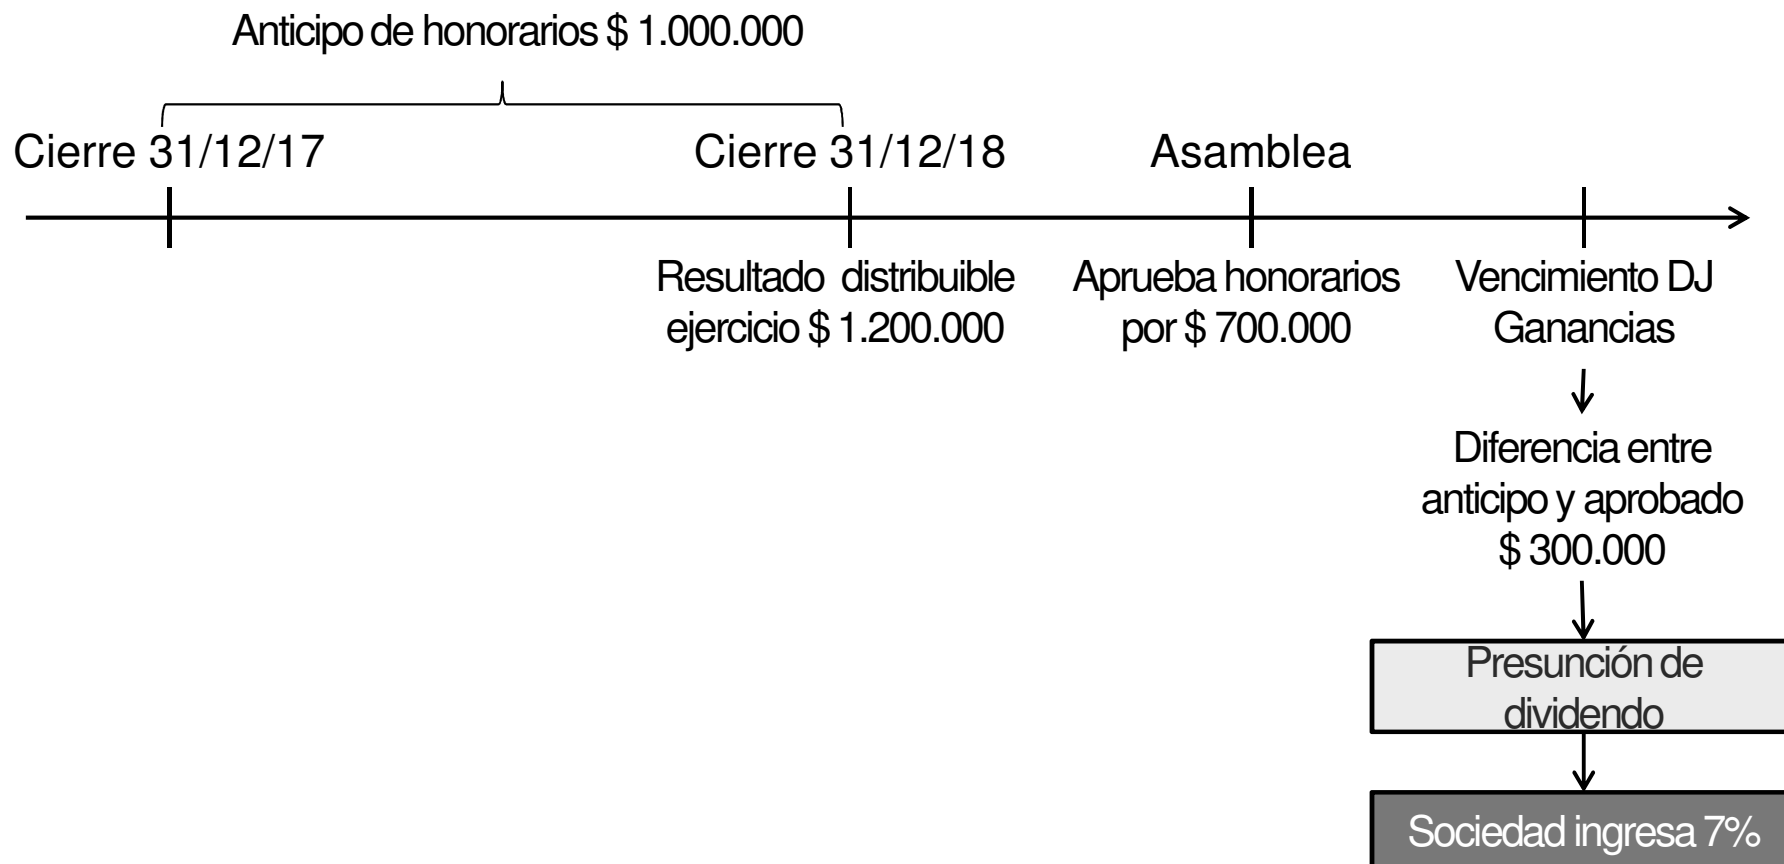 Anticipo de honorarios $ 1.000.000
Cierre 31/12/17
Cierre 31/12/18
Asamblea
Resultado distribuible
ejercicio $ 1.200.000
Aprueba honorarios
por $ 700.000
Vencimiento DJ
Ganancias
Diferencia entre
anticipo y aprobado
$ 300.000
Presunción de
dividendo
Sociedad ingresa 7%